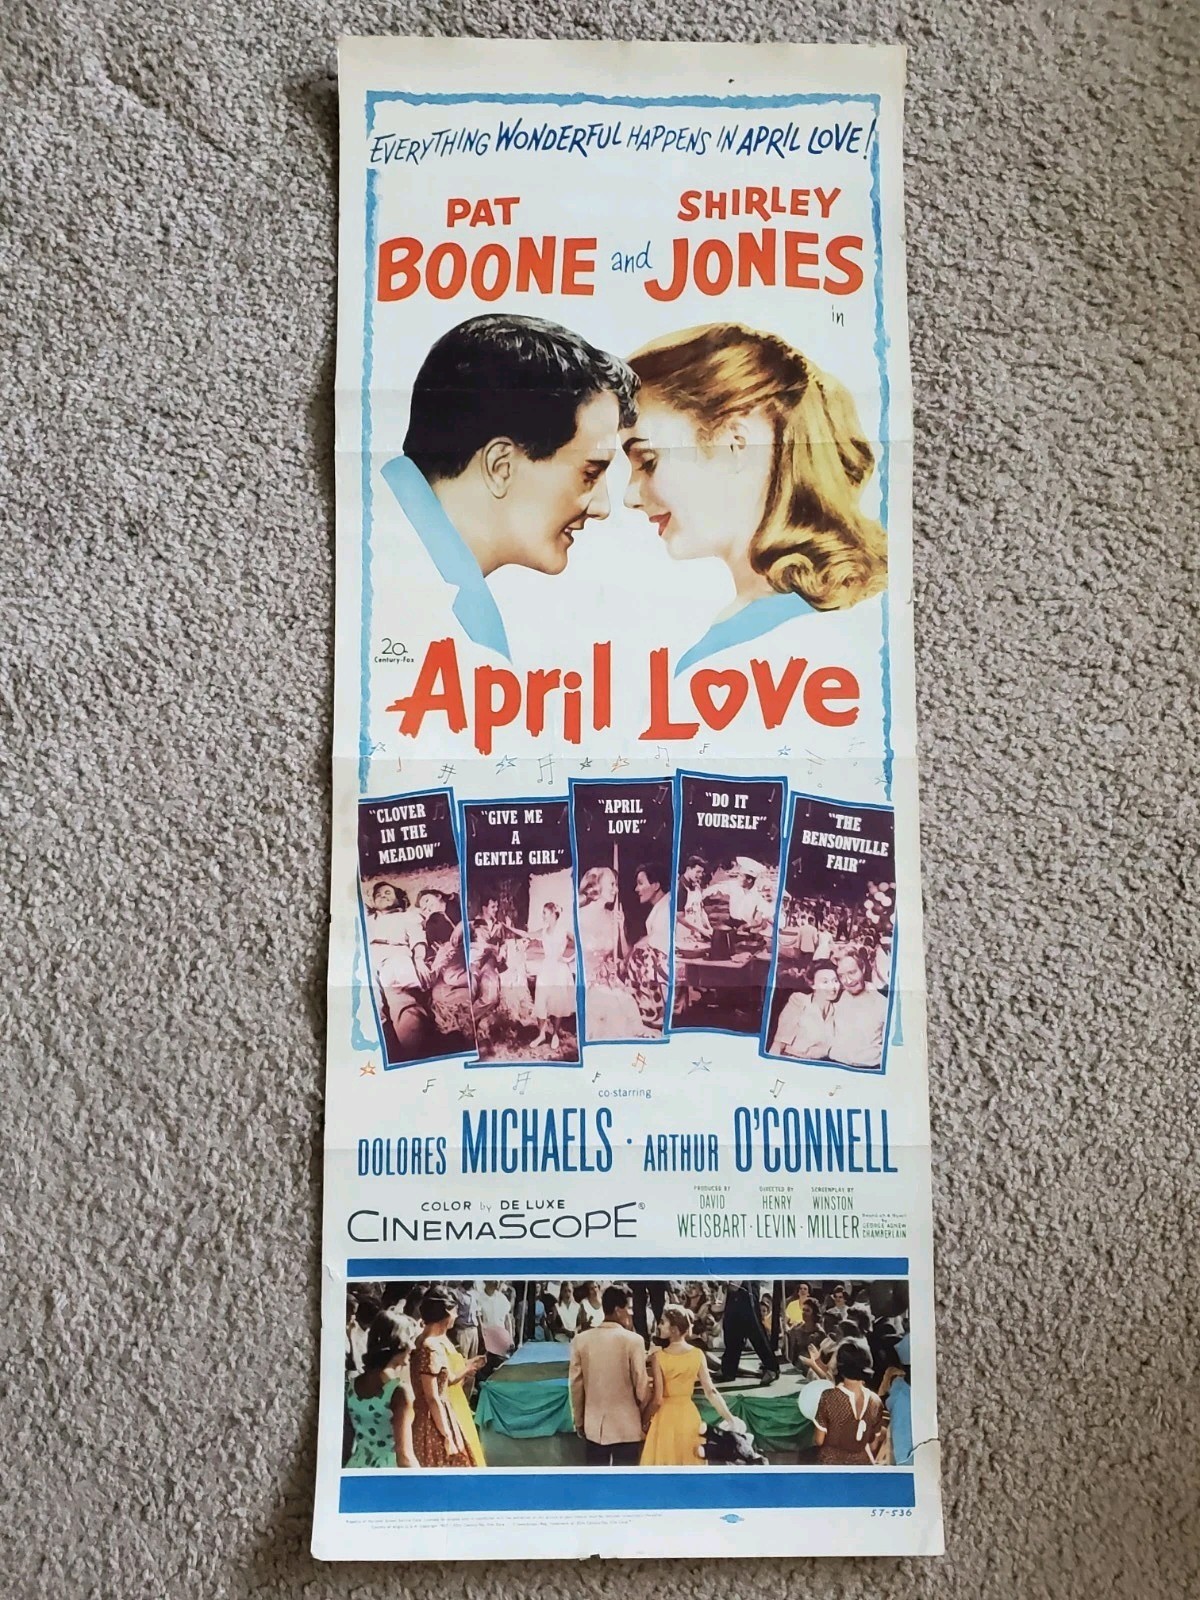 EVERYTHING WONDERFUL HAPPENS IN APRIL LOVE!
PAT BOONE and SHIRLEY JONES
in
20
Century-Fox
April Love
"CLOVER
IN THE
MEADOW"
"GIVE ME
A
GENTLE GIRL"
"APRIL
LOVE"
"DO IT
YOURSELF"
"THE
BENSONVILLE
FAIR"
co-starring
DOLORES MICHAELS · ARTHUR O'CONNELL
COLOR by DE LUXE
CINEMASCOPE®
PRODUCED BY
DAVID
WEISBART ·
DIRECTED BY
HENRY
LEVIN ·
SCREENPLAY BY
WINSTON
MILLER
GEORGE AGNEW
CHAMBERLAIN
57-536